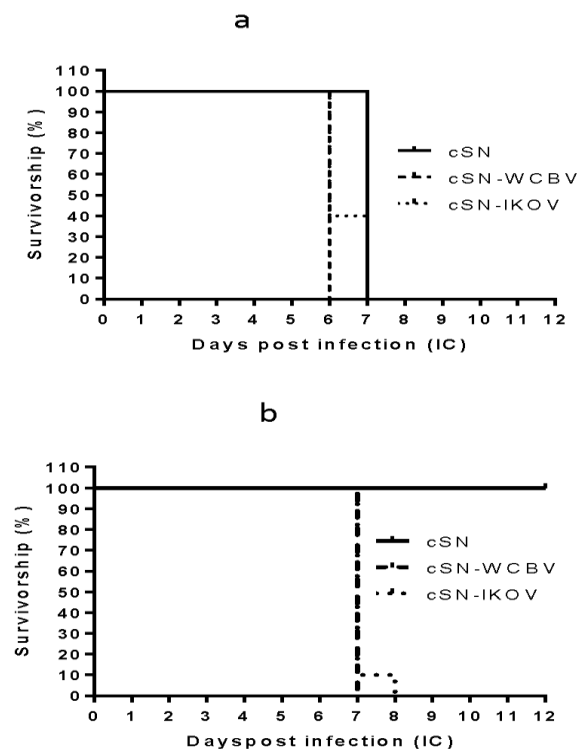 a
110
100
90
80
70
60
50
40
30
20
10
0
Survivorship (%)
cSN
cSN-WCBV
cSN-IKOV
0 1 2 3 4 5 6 7 8 9 10 11 12
Days post infection (IC)
b
110
100
90
80
70
60
50
40
30
20
10
0
Survivorship (%)
cSN
cSN-WCBV
cSN-IKOV
0 1 2 3 4 5 6 7 8 9 10 11 12
Dayspost infection (IC)